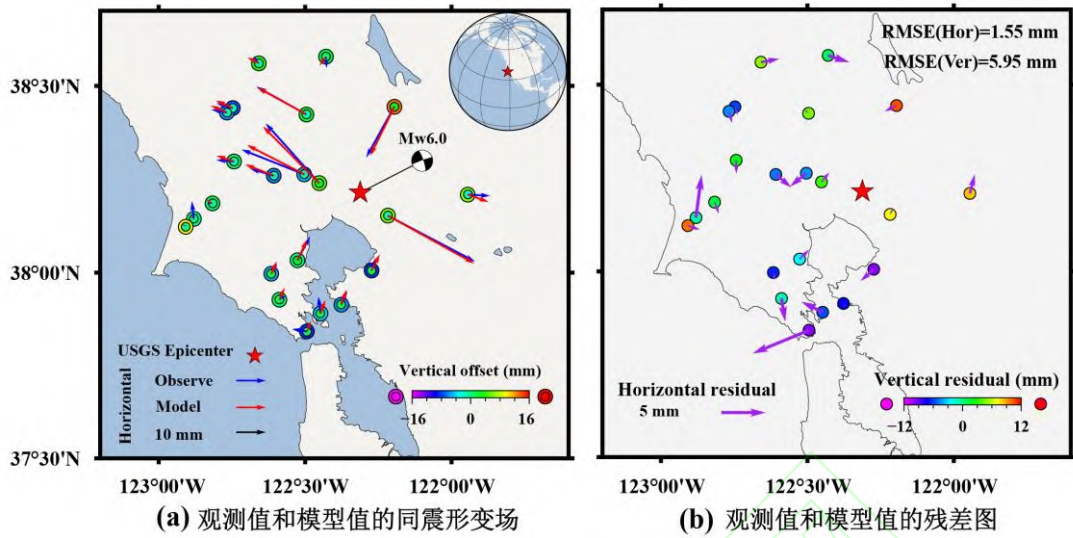 Mw6.0
38°30'N
38°00'N
37°30'N
USGS Epicenter
Horizontal
Observe
Model
10 mm
Vertical offset (mm)
−16 0 16
123°00'W 122°30'W 122°00'W
(a) 观测值和模型值的同震形变场
RMSE(Hor)=1.55 mm
RMSE(Ver)=5.95 mm
Horizontal residual
5 mm
Vertical residual (mm)
−12 0 12
123°00'W 122°30'W 122°00'W
(b) 观测值和模型值的残差图